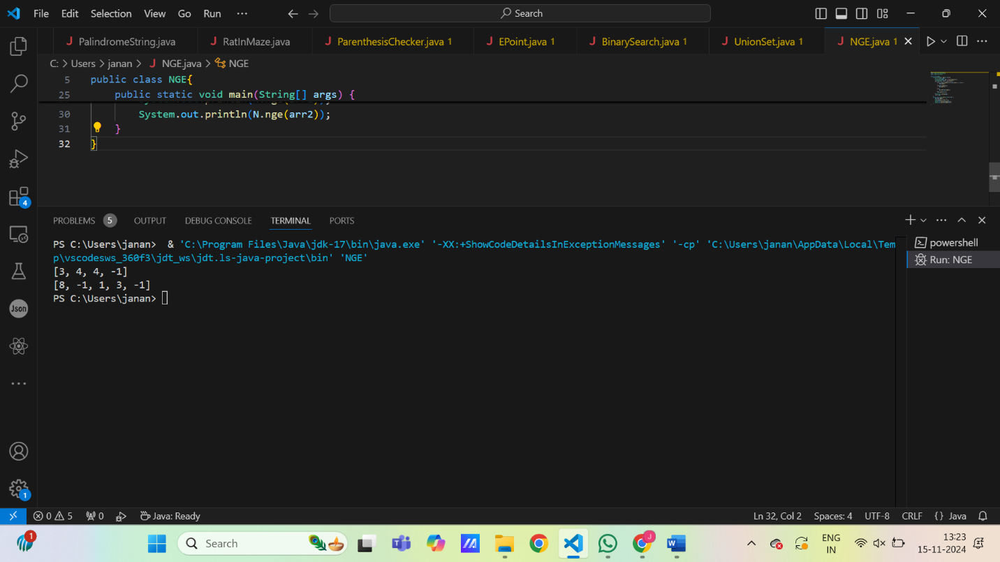 File Edit Selection View Go Run ··· Search
PalindromeString.java RatInMaze.java ParenthesisChecker.java 1 EPoint.java 1 BinarySearch.java 1 UnionSet.java 1 NGE.java 1
C: > Users > janan > NGE.java > NGE
5 public class NGE{
25 public static void main(String[] args) {
30 System.out.println(N.nge(arr2));
31 }
32 }
PROBLEMS 5 OUTPUT DEBUG CONSOLE TERMINAL PORTS
PS C:\Users\janan> & 'C:\Program Files\Java\jdk-17\bin\java.exe' '-XX:+ShowCodeDetailsInExceptionMessages' '-cp' 'C:\Users\janan\AppData\Local\Tem
p\vscodesws_360f3\jdt_ws\jdt.ls-java-project\bin' 'NGE'
[3, 4, 4, -1]
[8, -1, 1, 3, -1]
PS C:\Users\janan>
powershell
Run: NGE
4
Json
1
0 5 0 Java: Ready Ln 32, Col 2 Spaces: 4 UTF-8 CRLF {} Java
1 Search J ENG 13:23
IN 15-11-2024